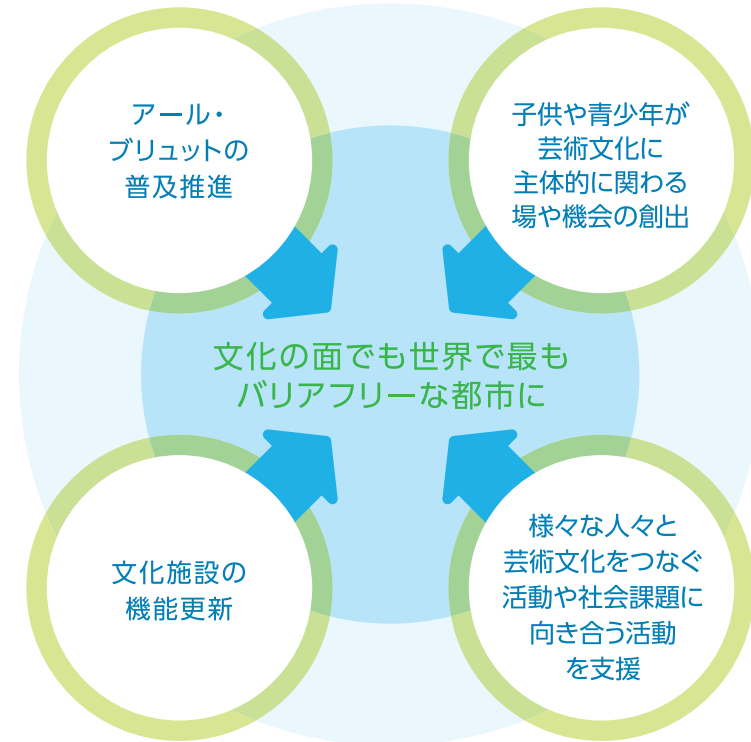 アール・
ブリュットの
普及推進
子供や青少年が
芸術文化に
主体的に関わる
場や機会の創出
文化の面でも世界で最も
バリアフリーな都市に
文化施設の
機能更新
様々な人々と
芸術文化をつなぐ
活動や社会課題に
向き合う活動
を支援